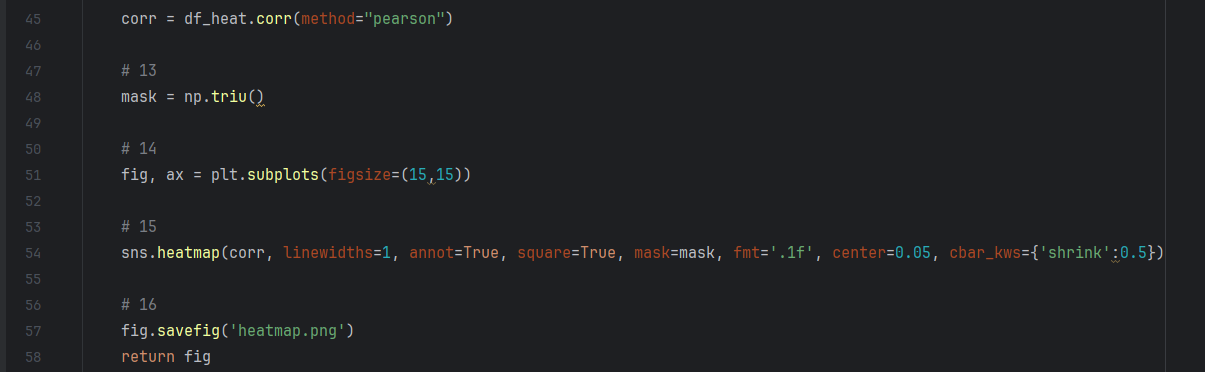 45 corr = df_heat.corr(method="pearson")
46
47 # 13
48 mask = np.triu()
49
50 # 14
51 fig, ax = plt.subplots(figsize=(15,15))
52
53 # 15
54 sns.heatmap(corr, linewidths=1, annot=True, square=True, mask=mask, fmt='.1f', center=0.05, cbar_kws={'shrink':0.5})
55
56 # 16
57 fig.savefig('heatmap.png')
58 return fig